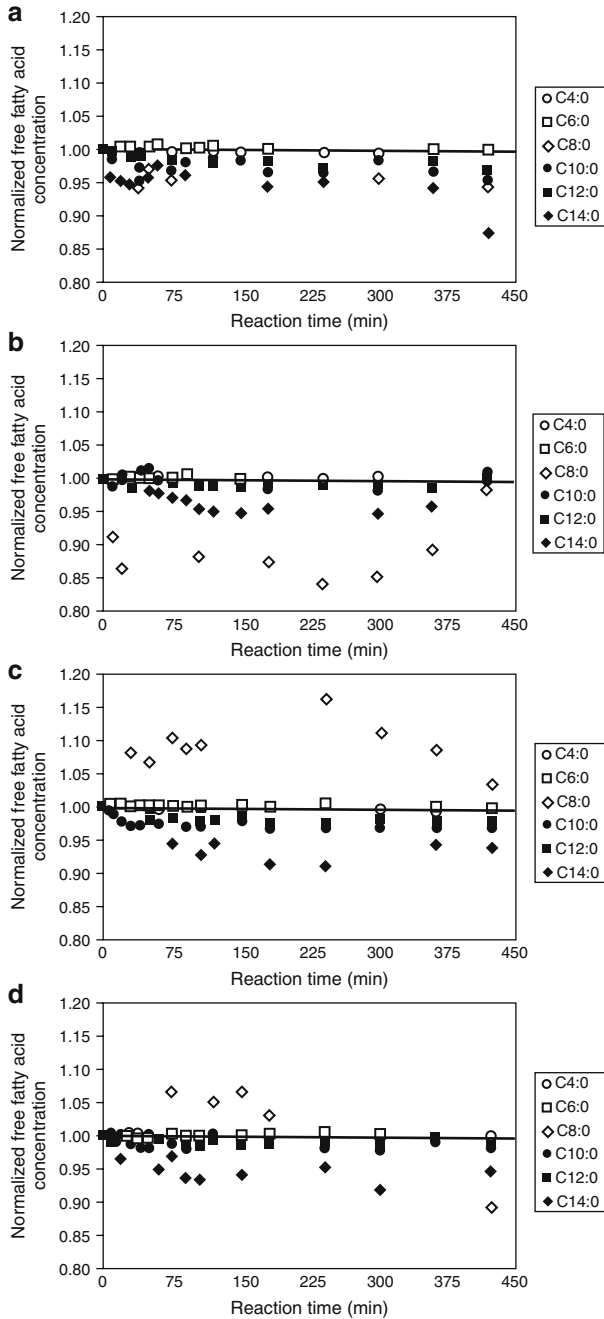 a
Normalized free fatty acid
concentration
1.20
1.15
1.10
1.05
1.00
0.95
0.90
0.85
0.80
0
75
150
225
300
375
450
Reaction time (min)
C4:0
C6:0
C8:0
C10:0
C12:0
C14:0
b
Normalized free fatty acid
concentration
1.20
1.15
1.10
1.05
1.00
0.95
0.90
0.85
0.80
0
75
150
225
300
375
450
Reaction time (min)
C4:0
C6:0
C8:0
C10:0
C12:0
C14:0
c
Normalized free fatty acid
concentration
1.20
1.15
1.10
1.05
1.00
0.95
0.90
0.85
0.80
0
75
150
225
300
375
450
Reaction time (min)
C4:0
C6:0
C8:0
C10:0
C12:0
C14:0
d
Normalized free fatty acid
concentration
1.20
1.15
1.10
1.05
1.00
0.95
0.90
0.85
0.80
0
75
150
225
300
375
450
Reaction time (min)
C4:0
C6:0
C8:0
C10:0
C12:0
C14:0